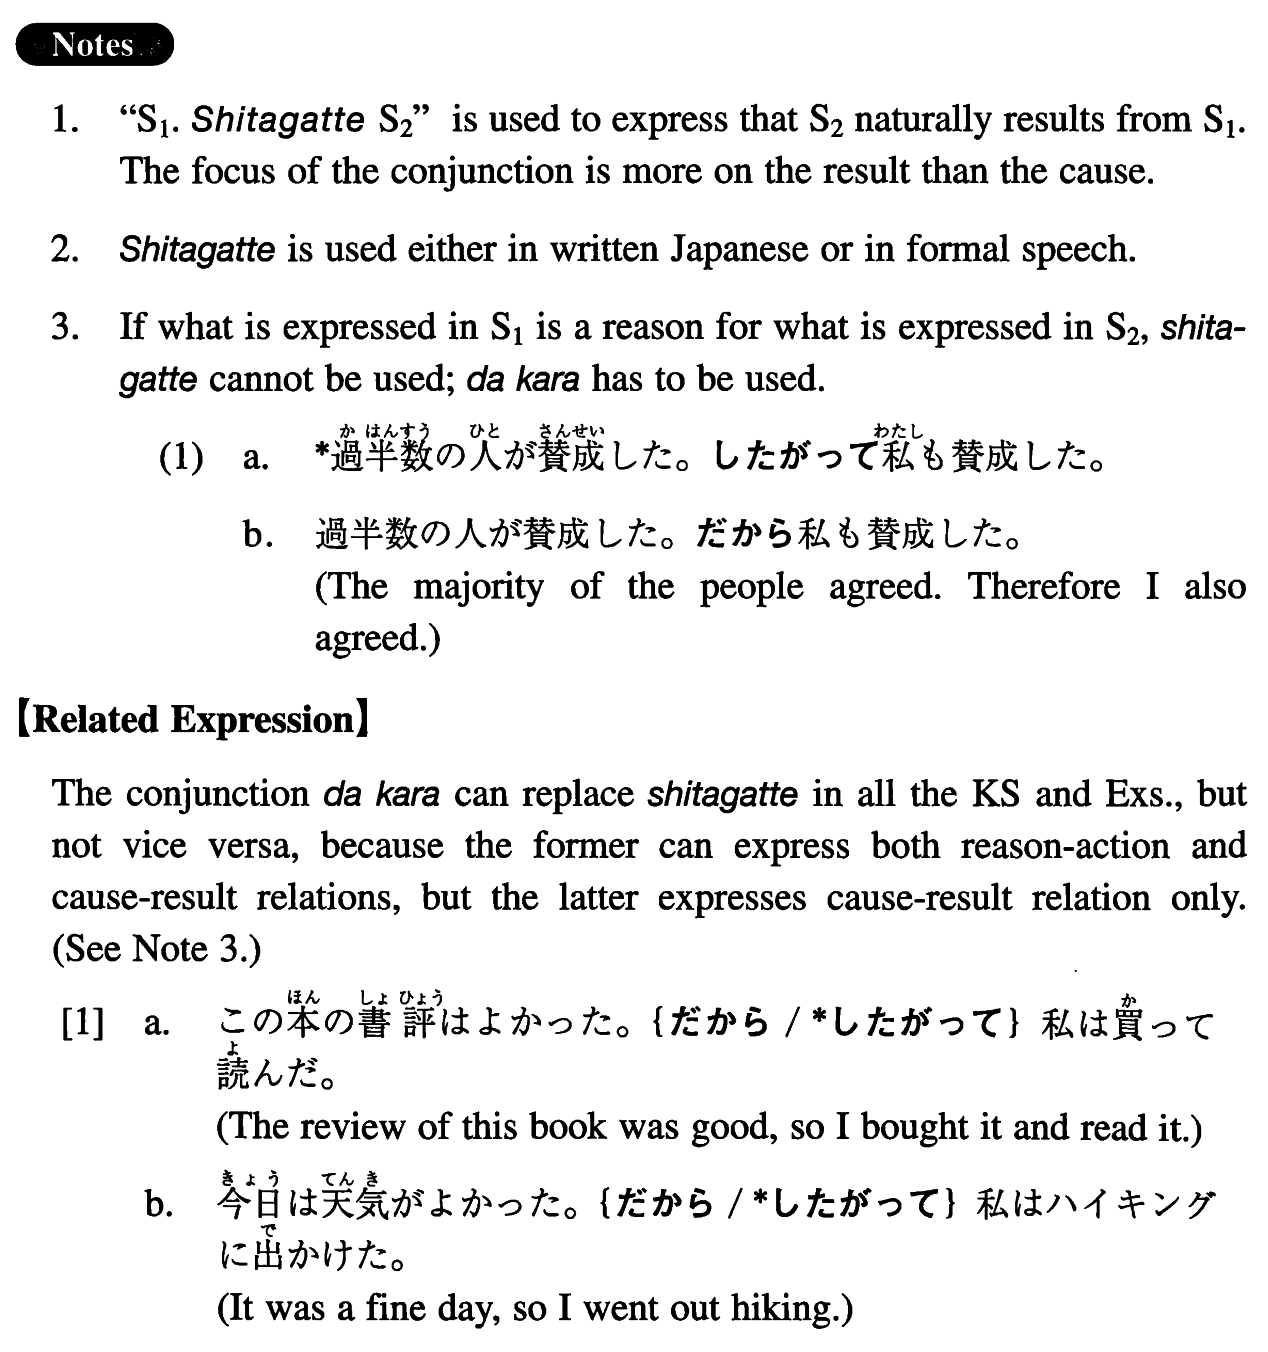 Notes
1. “S₁. Shitagatte S₂” is used to express that S₂ naturally results from S₁.
The focus of the conjunction is more on the result than the cause.
2. Shitagatte is used either in written Japanese or in formal speech.
3. If what is expressed in S₁ is a reason for what is expressed in S₂, shita-
gatte cannot be used; da kara has to be used.
か はんすう ひと さんせい わたし
(1) a. *過半数の人が賛成した。したがって私も賛成した。
b. 過半数の人が賛成した。だから私も賛成した。
(The majority of the people agreed. Therefore I also
agreed.)
【Related Expression】
The conjunction da kara can replace shitagatte in all the KS and Exs., but
not vice versa, because the former can express both reason-action and
cause-result relations, but the latter expresses cause-result relation only.
(See Note 3.)
ほん しょ ひょう か
[1] a. この本の書評はよかった。{だから / *したがって} 私は買って
よ
読んだ。
(The review of this book was good, so I bought it and read it.)
きょう てん き
b. 今日は天気がよかった。{だから / *したがって} 私はハイキング
で
に出かけた。
(It was a fine day, so I went out hiking.)